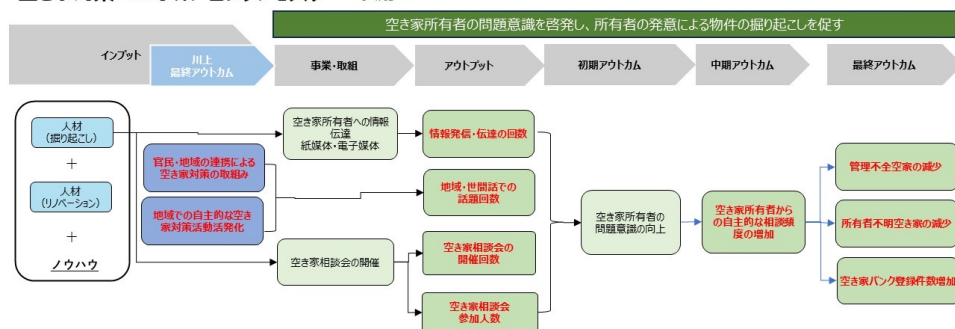 空き家所有者の問題意識を啓発し、所有者の発意による物件の掘り起こしを促す
インプット
川上
最終アウトカム
事業・取組
アウトプット
初期アウトカム
中期アウトカム
最終アウトカム
人材
(掘り起こし)
+
人材
(リノベーション)
+
ノウハウ
官民・地域の連携による
空き家対策の取組み
地域での自主的な空き
家対策活動活発化
空き家所有者への情報
伝達
紙媒体・電子媒体
空き家相談会の開催
情報発信・伝達の回数
地域・世間話での
話題回数
空き家相談会の
開催回数
空き家相談会
参加人数
空き家所有者の
問題意識の向上
空き家所有者から
の自主的な相談頻
度の増加
管理不全空家の減少
所有者不明空き家の減少
空き家バンク登録件数増加